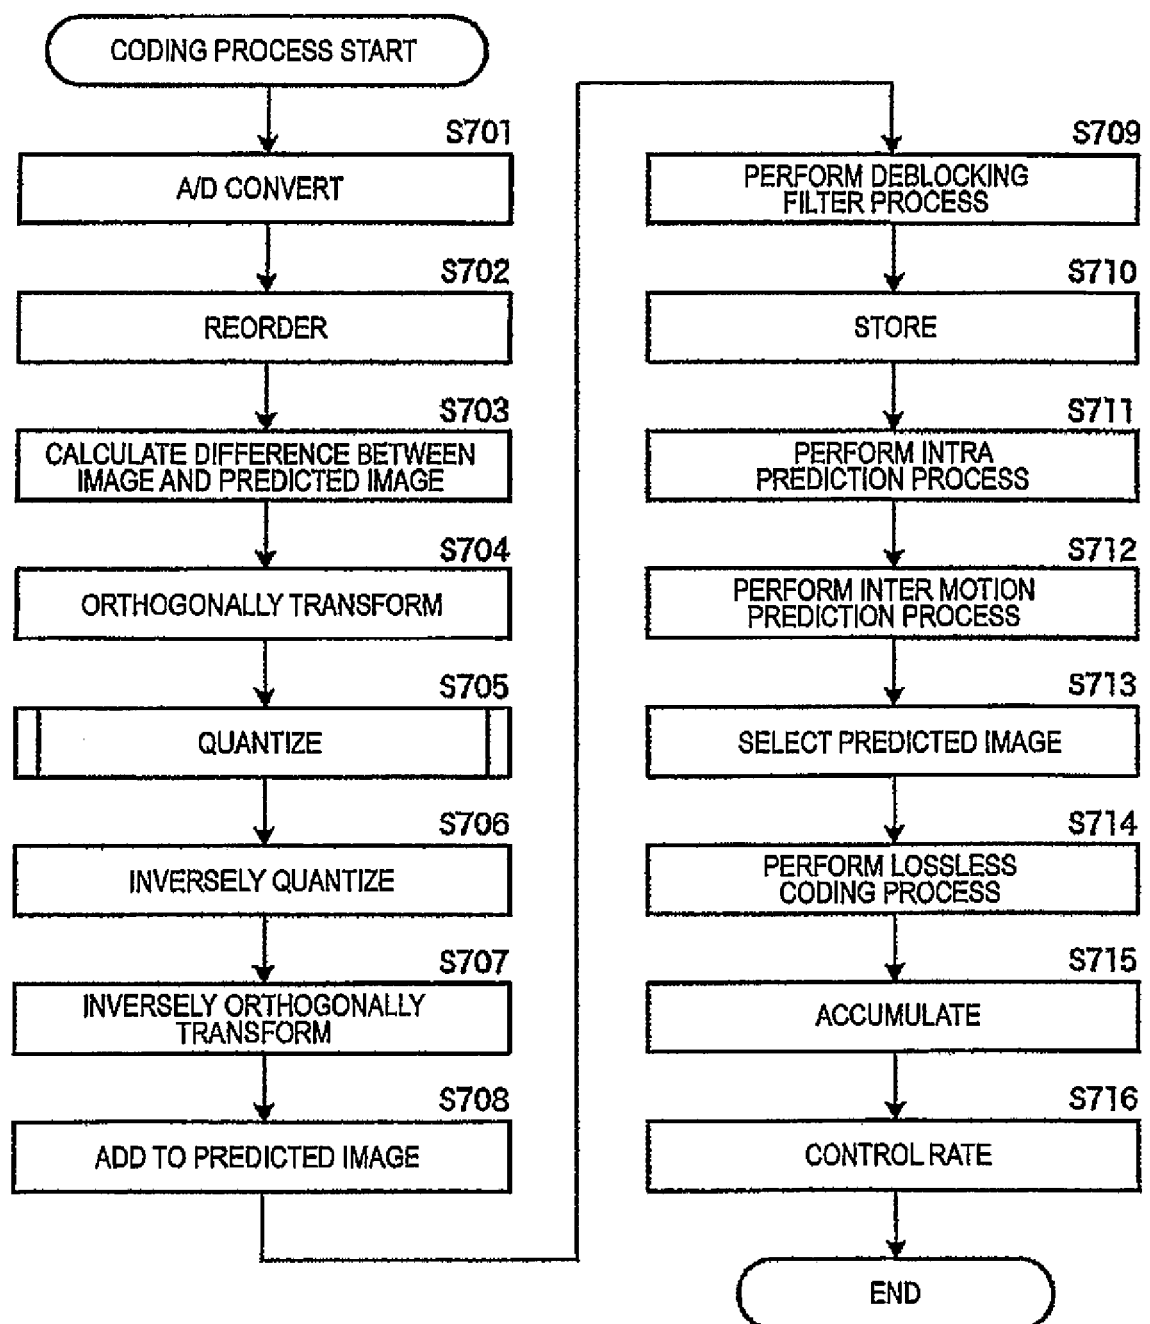 CODING PROCESS START
S701
A/D CONVERT
S702
REORDER
S703
CALCULATE DIFFERENCE BETWEEN
IMAGE AND PREDICTED IMAGE
S704
ORTHOGONALLY TRANSFORM
S705
QUANTIZE
S706
INVERSELY QUANTIZE
S707
INVERSELY ORTHOGONALLY
TRANSFORM
S708
ADD TO PREDICTED IMAGE
S709
PERFORM DEBLOCKING
FILTER PROCESS
S710
STORE
S711
PERFORM INTRA
PREDICTION PROCESS
S712
PERFORM INTER MOTION
PREDICTION PROCESS
S713
SELECT PREDICTED IMAGE
S714
PERFORM LOSSLESS
CODING PROCESS
S715
ACCUMULATE
S716
CONTROL RATE
END